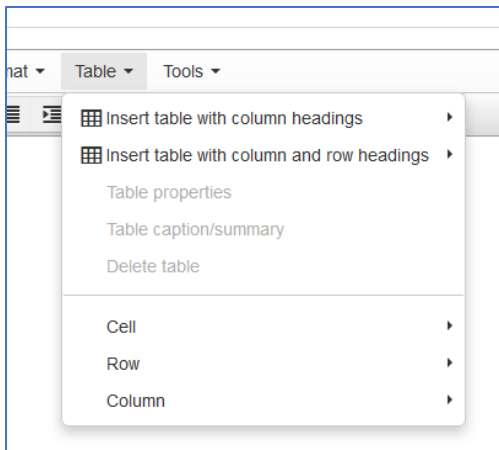 Table Tools
Insert table with column headings
Insert table with column and row headings
Table properties
Table caption/summary
Delete table
Cell
Row
Column